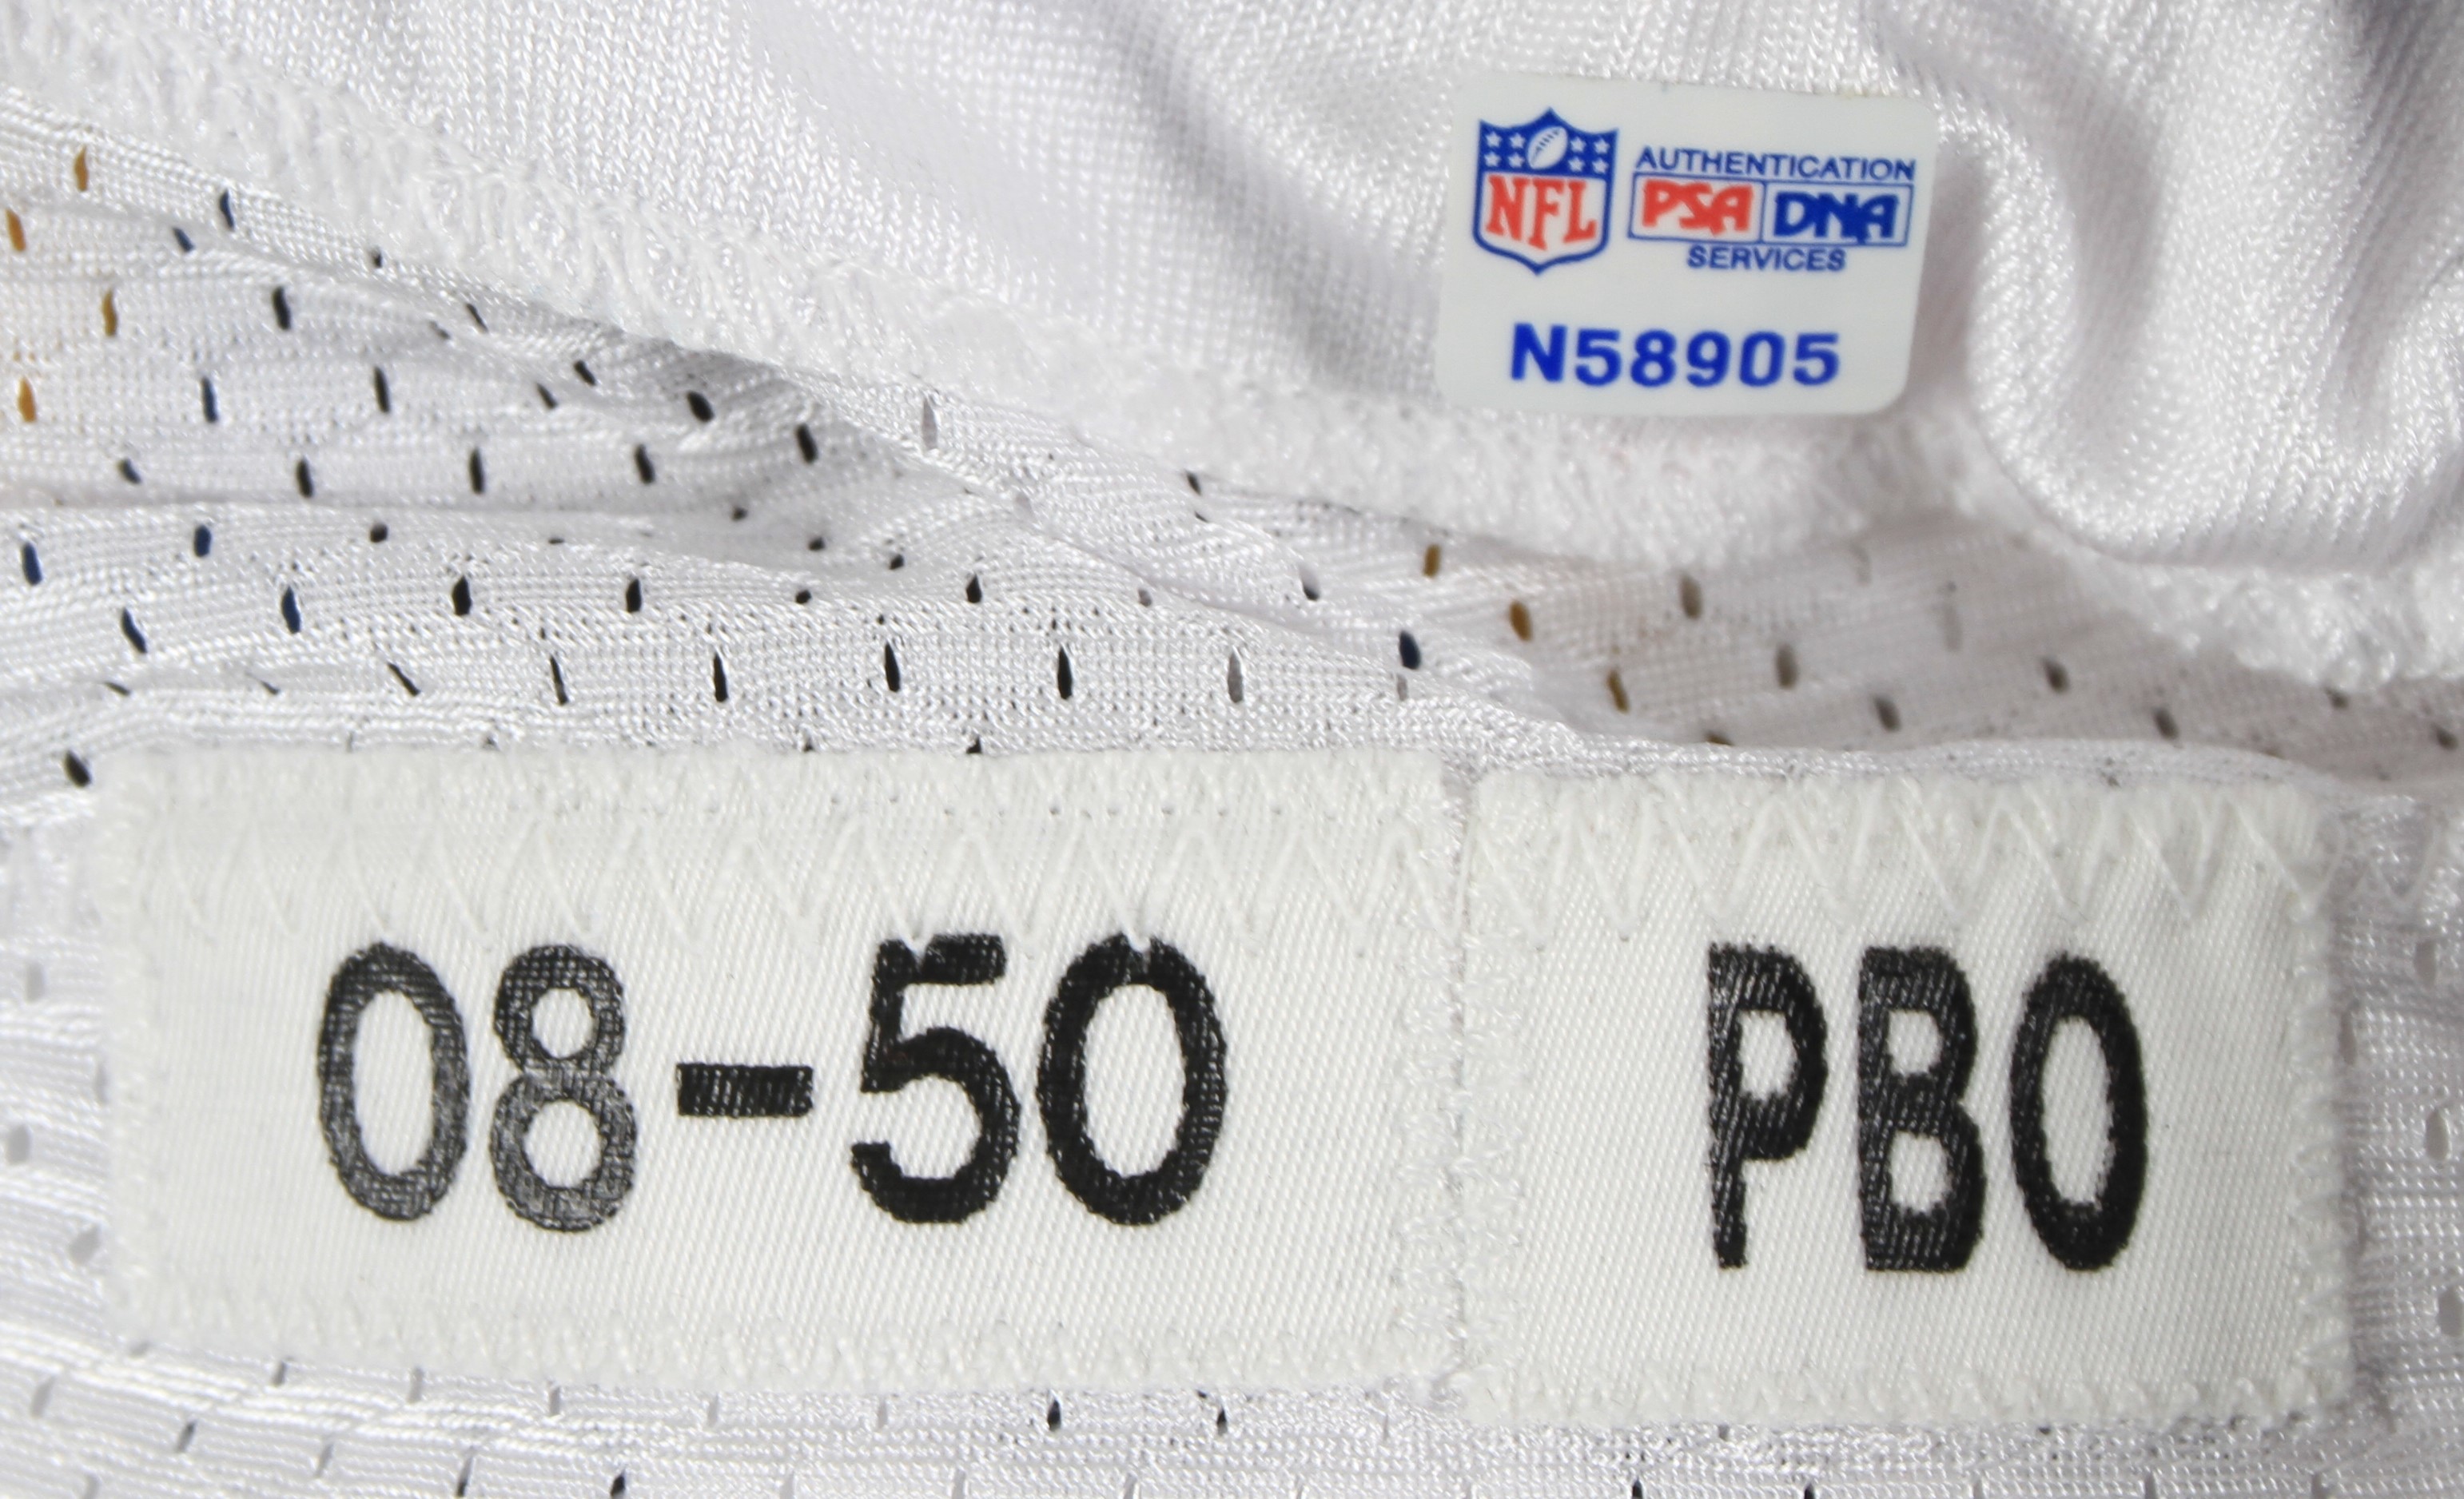 NFL
AUTHENTICATION
PSA DNA
SERVICES
N58905
08-50 PBO